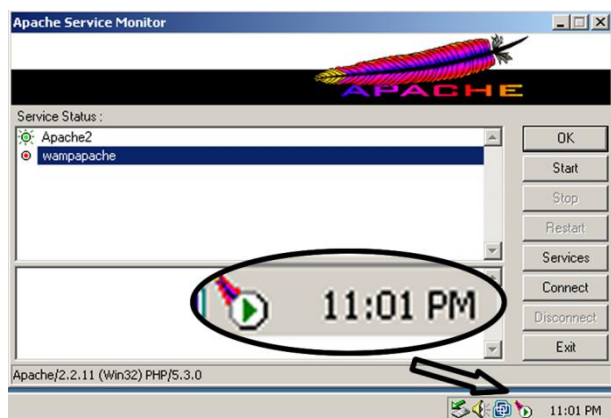 Apache Service Monitor
APACHE
Service Status :
Apache2
wampapache
OK
Start
Stop
Restart
Services
Connect
Disconnect
Exit
11:01 PM
Apache/2.2.11 (Win32) PHP/5.3.0
11:01 PM